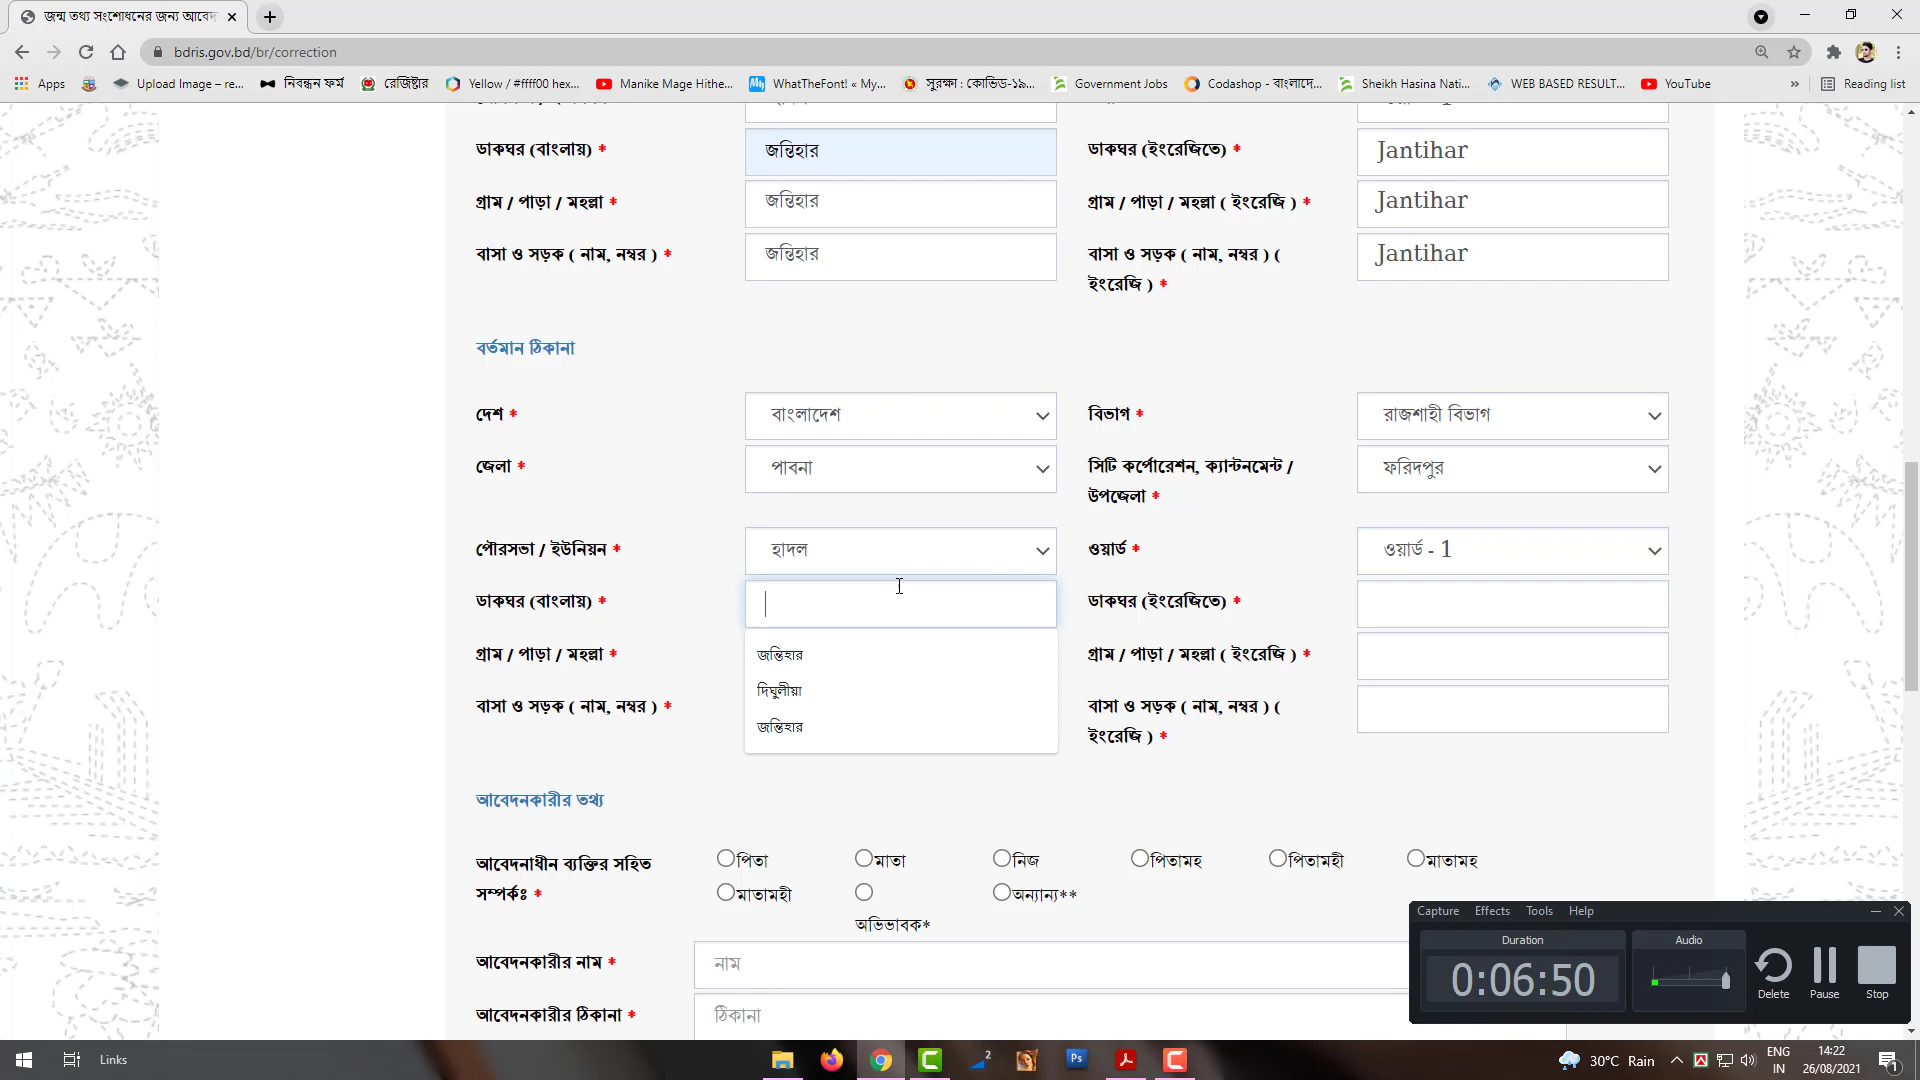 জন্ম তথ্য সংশোধনের জন্য আবেদ
bdris.gov.bd/br/correction
Apps Upload Image – re... নিবন্ধন ফর্ম রেজিষ্টার Yellow / #ffff00 hex... Manike Mage Hithe... WhatTheFont! « My... সুরক্ষা : কোভিড-১৯... Government Jobs Codashop - বাংলাদে... Sheikh Hasina Nati... WEB BASED RESULT... YouTube » Reading list
ডাকঘর (বাংলায়) * জন্তিহার ডাকঘর (ইংরেজিতে) * Jantihar
গ্রাম / পাড়া / মহল্লা * জন্তিহার গ্রাম / পাড়া / মহল্লা ( ইংরেজি ) * Jantihar
বাসা ও সড়ক ( নাম, নম্বর ) * জন্তিহার বাসা ও সড়ক ( নাম, নম্বর ) ( Jantihar
ইংরেজি ) *
বর্তমান ঠিকানা
দেশ * বাংলাদেশ বিভাগ * রাজশাহী বিভাগ
জেলা * পাবনা সিটি কর্পোরেশন, ক্যান্টনমেন্ট / ফরিদপুর
উপজেলা *
পৌরসভা / ইউনিয়ন * হাদল ওয়ার্ড * ওয়ার্ড - 1
ডাকঘর (বাংলায়) * ডাকঘর (ইংরেজিতে) *
গ্রাম / পাড়া / মহল্লা * জন্তিহার গ্রাম / পাড়া / মহল্লা ( ইংরেজি ) *
দিঘুলীয়া
বাসা ও সড়ক ( নাম, নম্বর ) * জন্তিহার বাসা ও সড়ক ( নাম, নম্বর ) (
ইংরেজি ) *
আবেদনকারীর তথ্য
আবেদনাধীন ব্যক্তির সহিত পিতা মাতা নিজ পিতামহ পিতামহী মাতামহ
সম্পর্কঃ * মাতামহী অন্যান্য**
অভিভাবক*
আবেদনকারীর নাম * নাম
আবেদনকারীর ঠিকানা * ঠিকানা
Capture Effects Tools Help
Duration Audio
0:06:50 Delete Pause Stop
Links 2 Ps 30°C Rain ENG 14:22
IN 26/08/2021 1